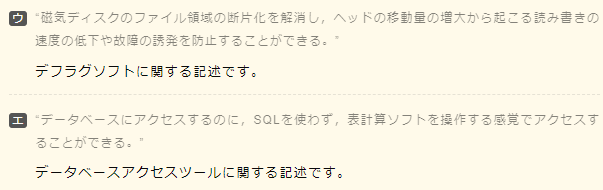 ウ “磁気ディスクのファイル領域の断片化を解消し，ヘッドの移動量の増大から起こる読み書きの
速度の低下や故障の誘発を防止することができる。”
デフラグソフトに関する記述です。
エ “データベースにアクセスするのに，SQLを使わず，表計算ソフトを操作する感覚でアクセスす
ることができる。”
データベースアクセスツールに関する記述です。